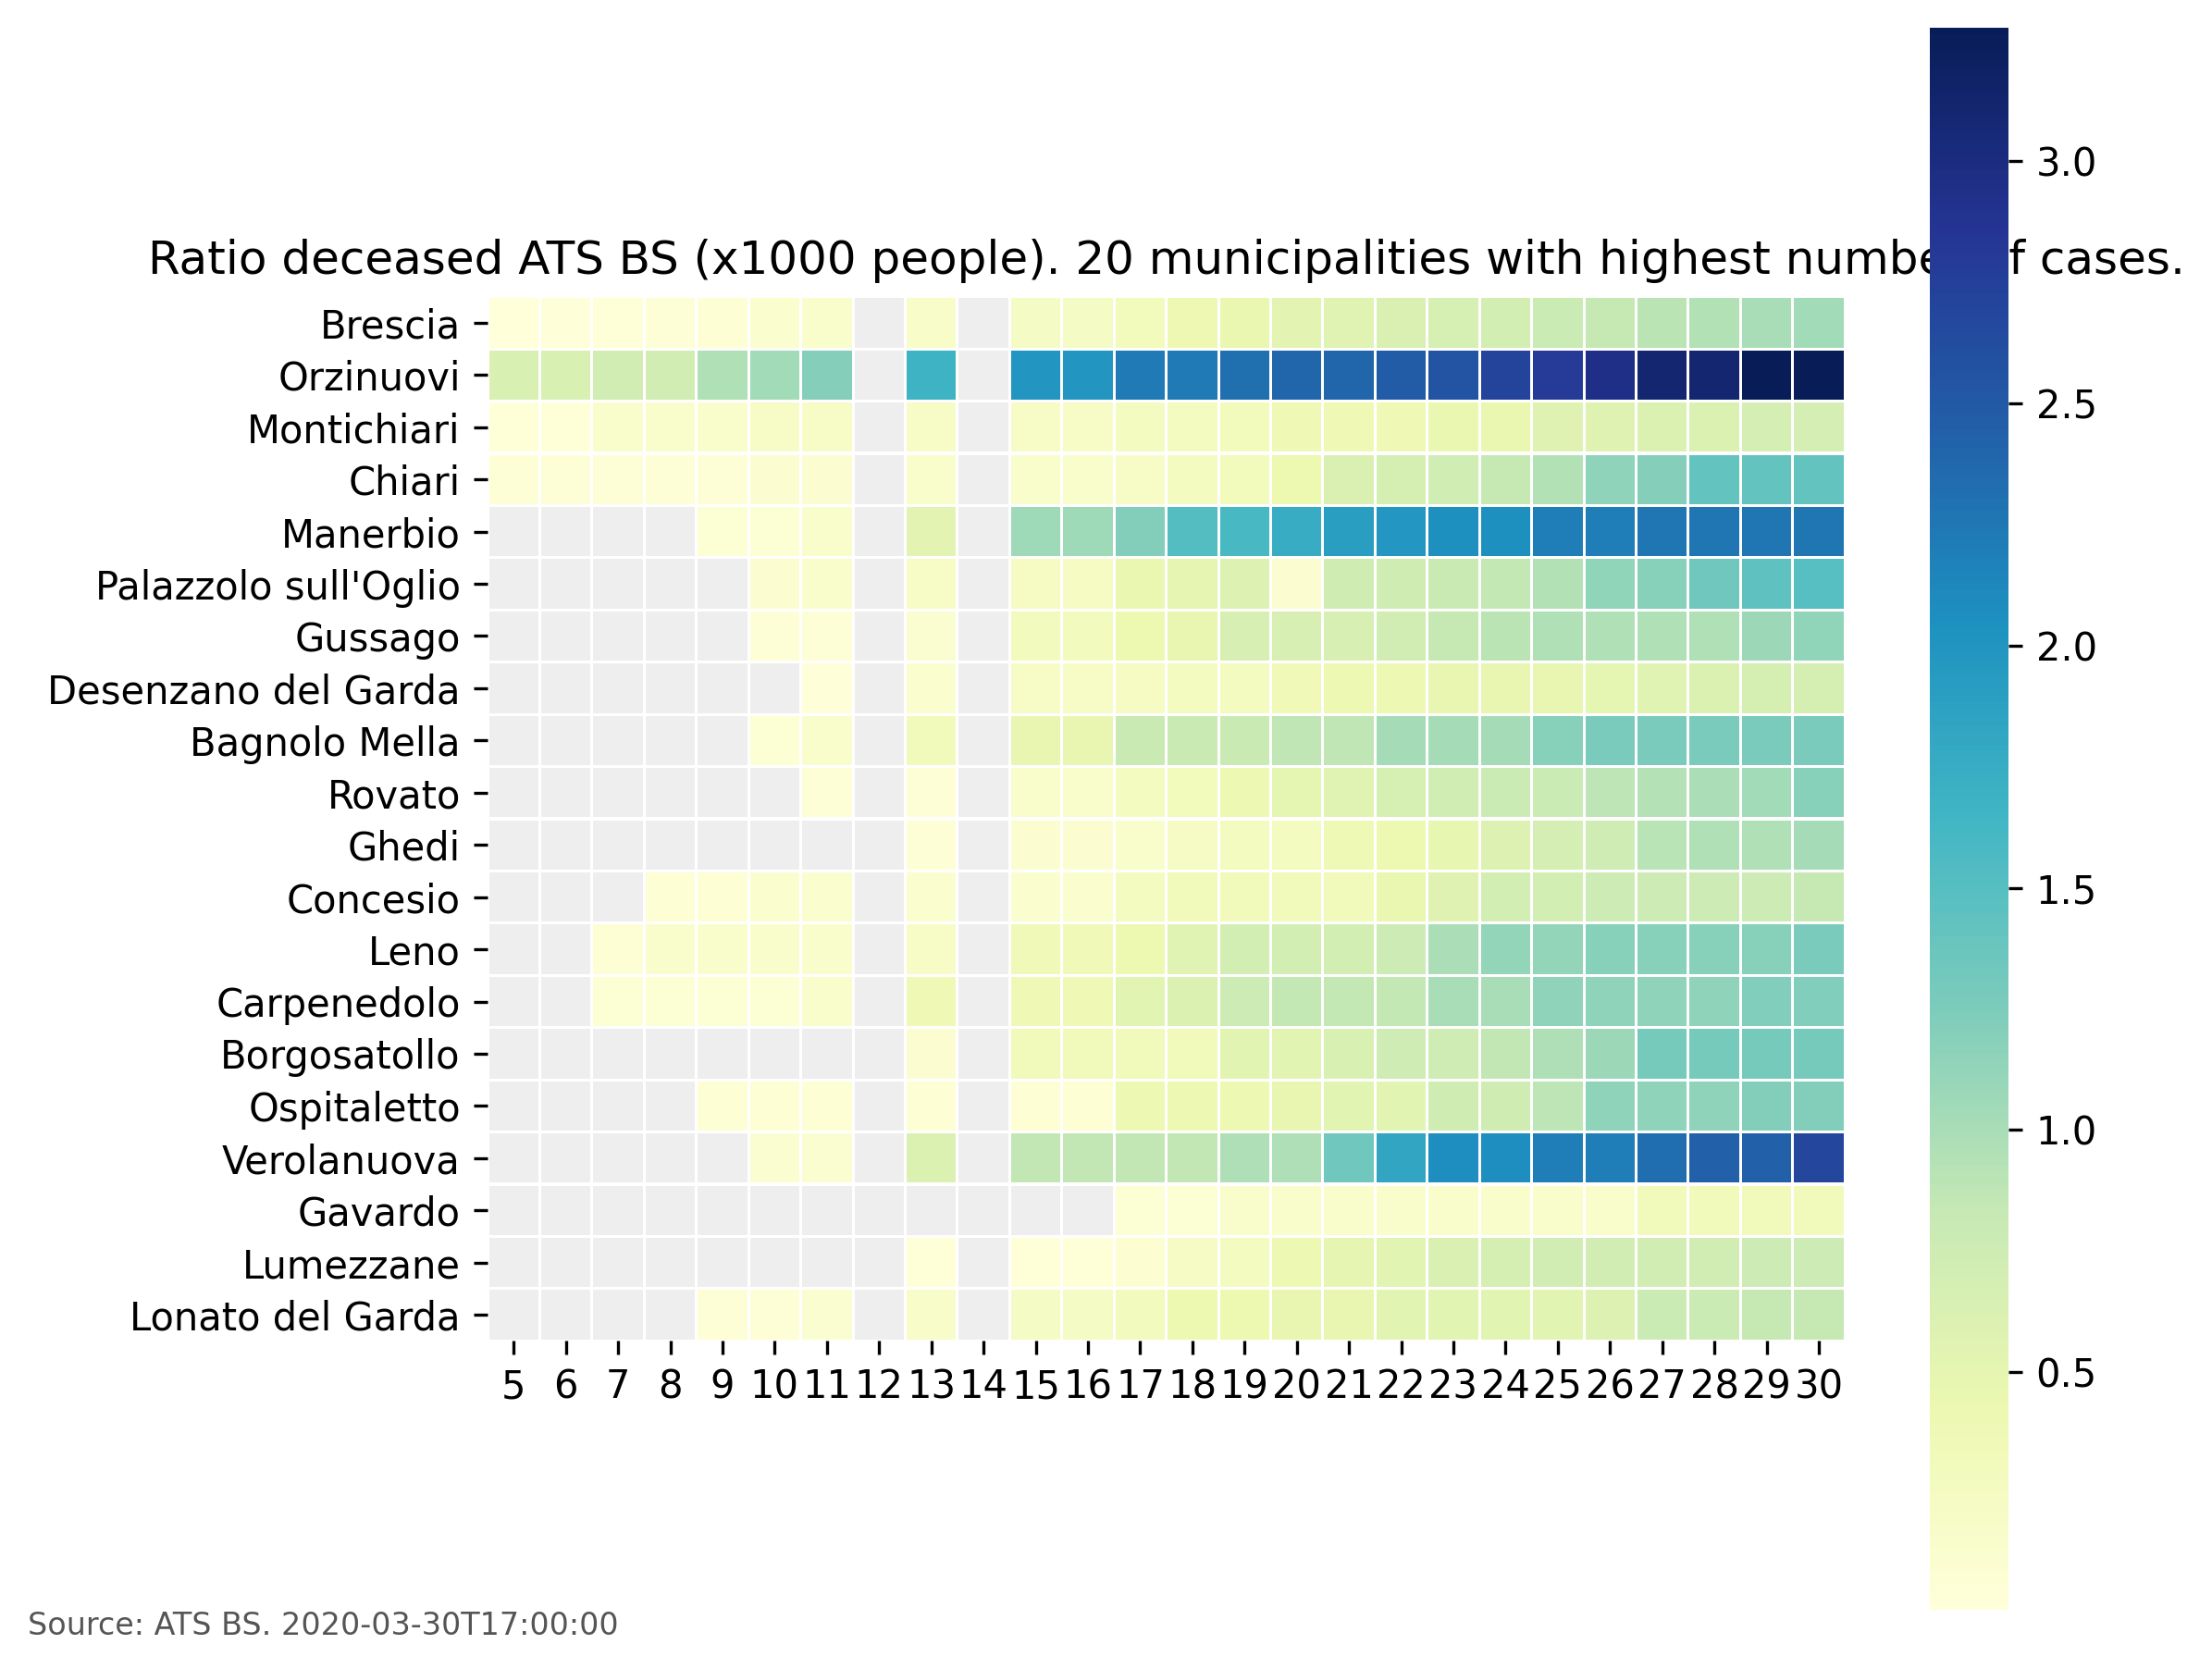 Ratio deceased ATS BS (x1000 people). 20 municipalities with highest number of cases.
Brescia
Orzinuovi
Montichiari
Chiari
Manerbio
Palazzolo sull'Oglio
Gussago
Desenzano del Garda
Bagnolo Mella
Rovato
Ghedi
Concesio
Leno
Carpenedolo
Borgosatollo
Ospitaletto
Verolanuova
Gavardo
Lumezzane
Lonato del Garda
5 6 7 8 9 10 11 12 13 14 15 16 17 18 19 20 21 22 23 24 25 26 27 28 29 30
3.0
2.5
2.0
1.5
1.0
0.5
Source: ATS BS. 2020-03-30T17:00:00